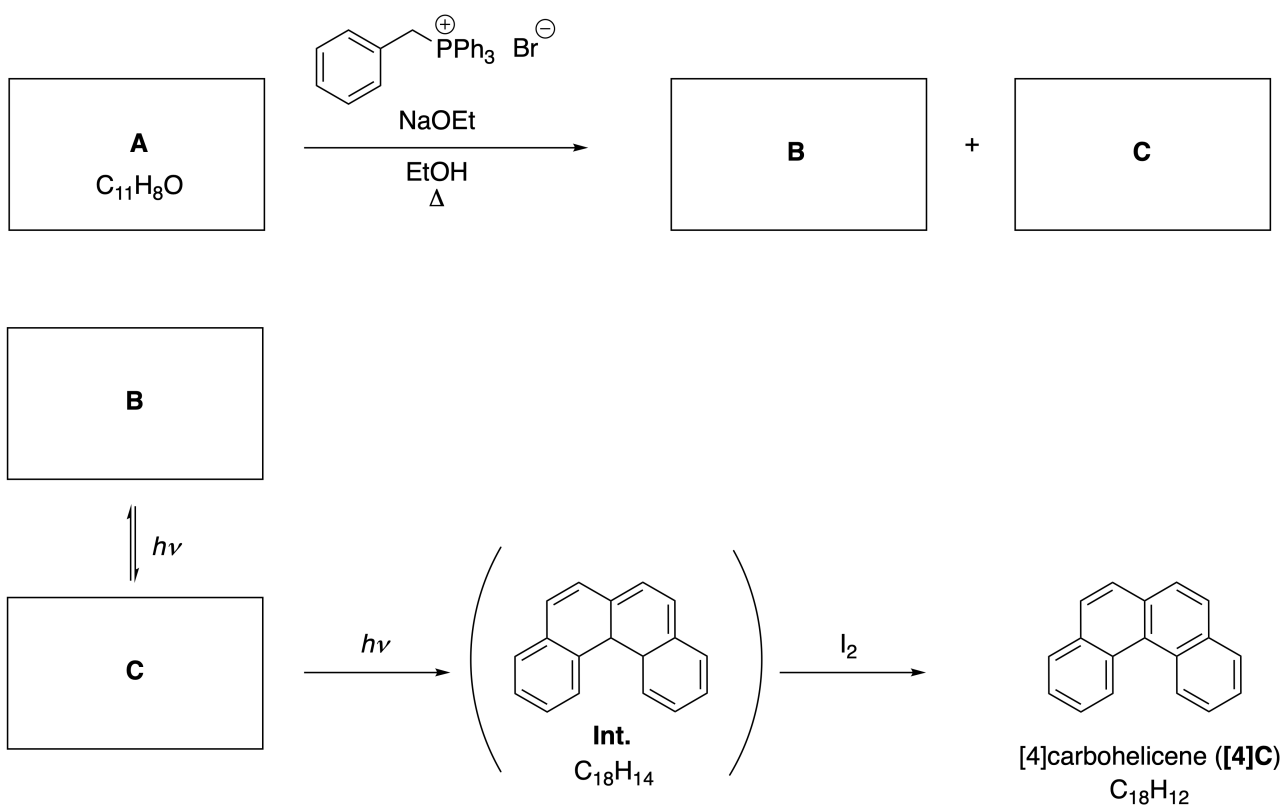 ⊕
PPh₃ Br⊖
NaOEt
EtOH
Δ
A
C₁₁H₈O
B
+
C
B
hν
C
hν
I₂
Int.
C₁₈H₁₄
[4]carbohelicene ([4]C)
C₁₈H₁₂